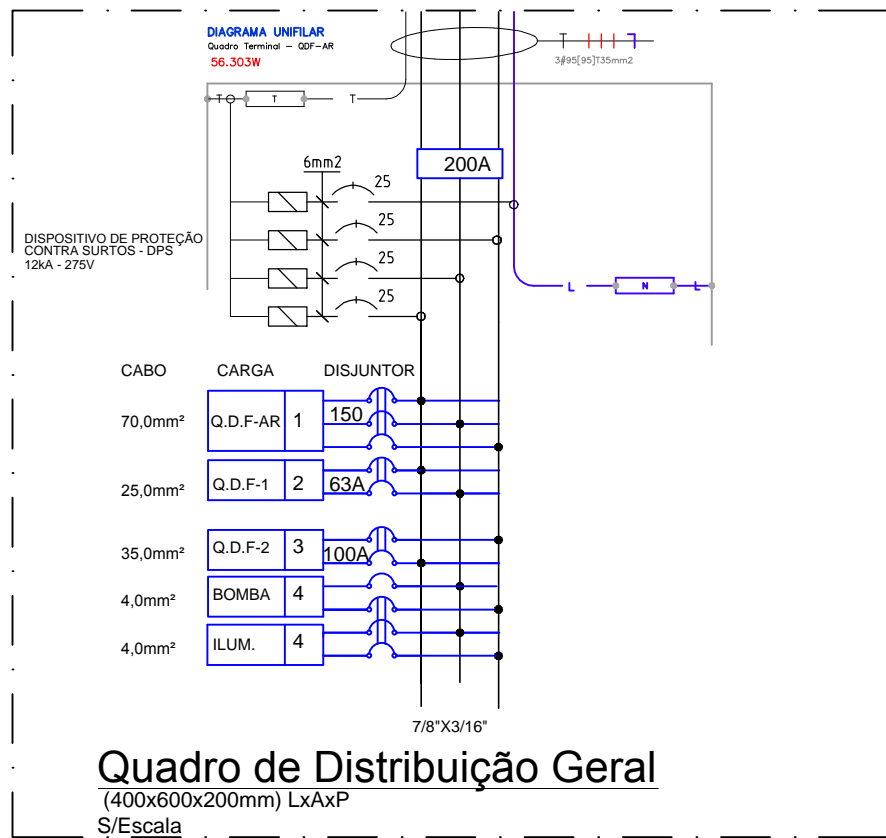 DIAGRAMA UNIFILAR
Quadro Terminal - QDF-AR
56.303W
3#95[95]T35mm2
T T T
200A
6mm2
25
25
25
25
DISPOSITIVO DE PROTEÇÃO
CONTRA SURTOS - DPS
12kA - 275V
L N L
CABO CARGA DISJUNTOR
70,0mm² Q.D.F-AR 1 150
25,0mm² Q.D.F-1 2 63A
35,0mm² Q.D.F-2 3 100A
4,0mm² BOMBA 4
4,0mm² ILUM. 4
7/8"X3/16"
Quadro de Distribuição Geral
(400x600x200mm) LxAxP
S/Escala